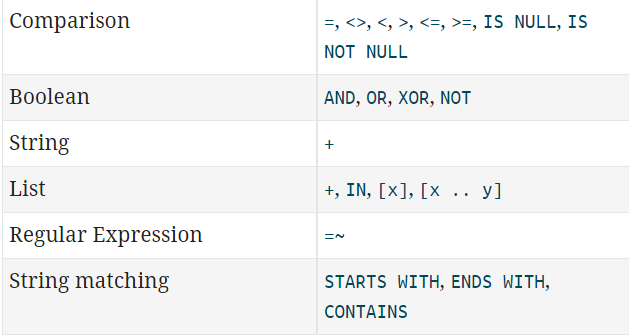 Comparison =, <>, <, >, <=, >=, IS NULL, IS
NOT NULL
Boolean AND, OR, XOR, NOT
String +
List +, IN, [x], [x .. y]
Regular Expression =~
String matching STARTS WITH, ENDS WITH,
CONTAINS